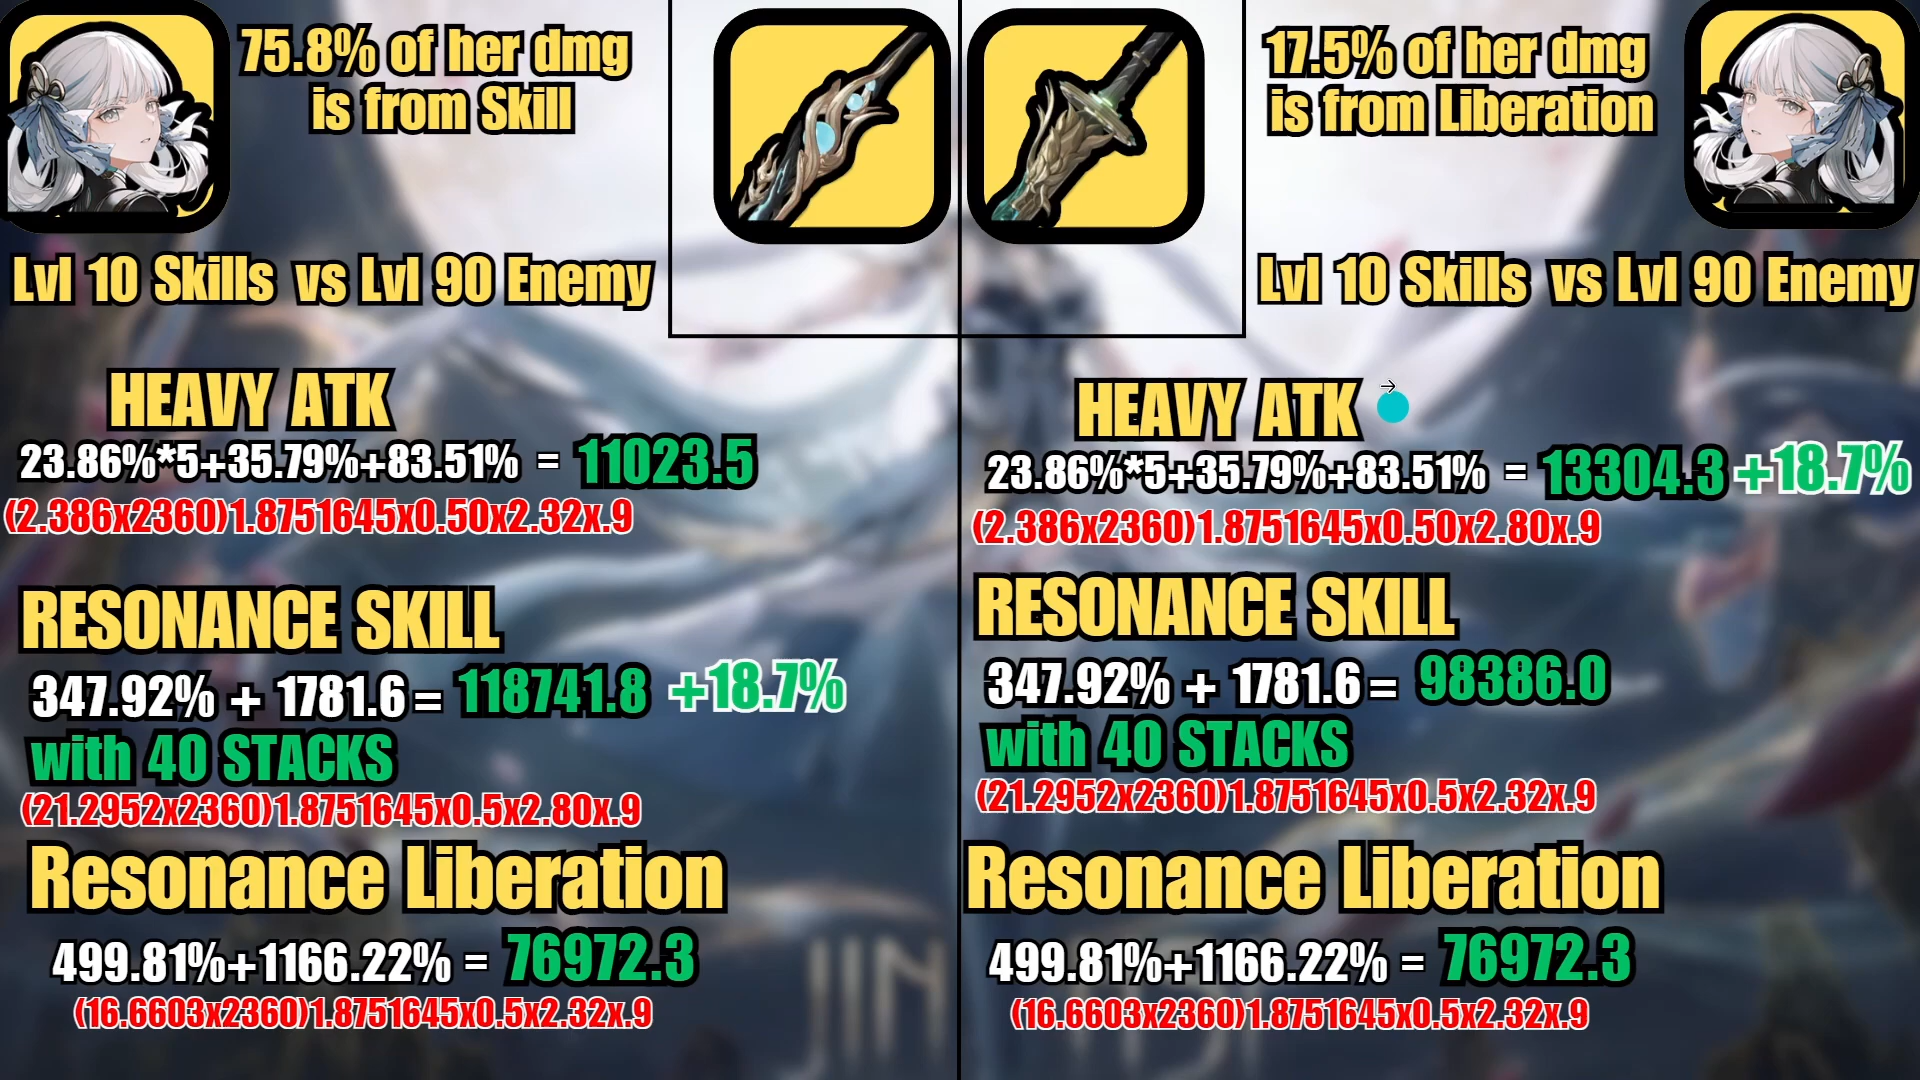 75.8% of her dmg
is from Skill
Lvl 10 Skills vs Lvl 90 Enemy
HEAVY ATK
23.86%*5+35.79%+83.51% = 11023.5
(2.386x2360)1.8751645x0.50x2.32x.9
RESONANCE SKILL
347.92% + 1781.6 = 118741.8 +18.7%
with 40 STACKS
(21.2952x2360)1.8751645x0.5x2.80x.9
Resonance Liberation
499.81%+1166.22% = 76972.3
(16.6603x2360)1.8751645x0.5x2.32x.9
17.5% of her dmg
is from Liberation
Lvl 10 Skills vs Lvl 90 Enemy
HEAVY ATK
23.86%*5+35.79%+83.51% = 13304.3 +18.7%
(2.386x2360)1.8751645x0.50x2.80x.9
RESONANCE SKILL
347.92% + 1781.6 = 98386.0
with 40 STACKS
(21.2952x2360)1.8751645x0.5x2.32x.9
Resonance Liberation
499.81%+1166.22% = 76972.3
(16.6603x2360)1.8751645x0.5x2.32x.9